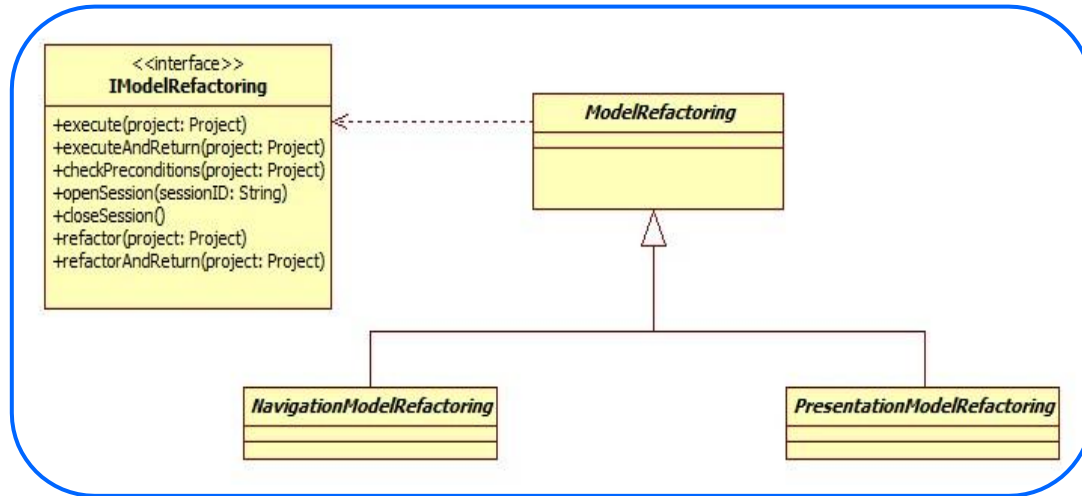 <<interface>>
IModelRefactoring
+execute(project: Project)
+executeAndReturn(project: Project)
+checkPreconditions(project: Project)
+openSession(sessionID: String)
+closeSession()
+refactor(project: Project)
+refactorAndReturn(project: Project)
ModelRefactoring
NavigationModelRefactoring
PresentationModelRefactoring